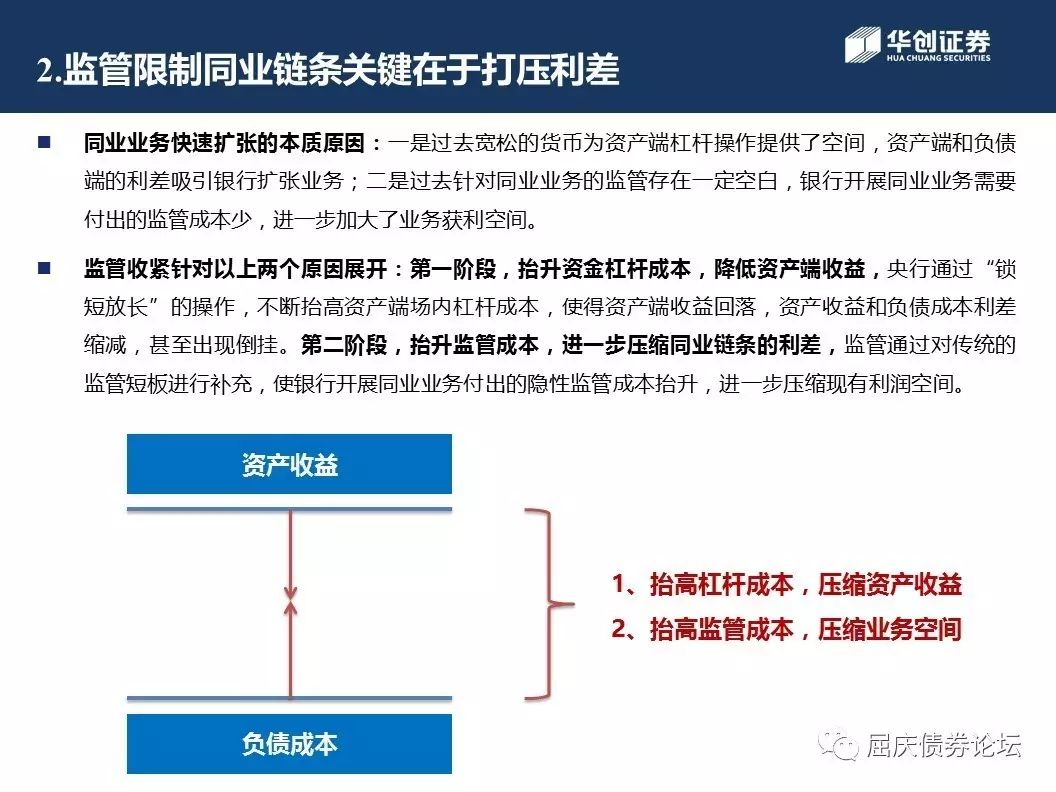 华创证券
HUA CHUANG SECURITIES
2.监管限制同业链条关键在于打压利差
■ 同业业务快速扩张的本质原因：一是过去宽松的货币为资产端杠杆操作提供了空间，资产端和负债
端的利差吸引银行扩张业务；二是过去针对同业业务的监管存在一定空白，银行开展同业业务需要
付出的监管成本少，进一步加大了业务获利空间。
■ 监管收紧针对以上两个原因展开：第一阶段，抬升资金杠杆成本，降低资产端收益，央行通过“锁
短放长”的操作，不断抬高资产端场内杠杆成本，使得资产端收益回落，资产收益和负债成本利差
缩减，甚至出现倒挂。第二阶段，抬升监管成本，进一步压缩同业链条的利差，监管通过对传统的
监管短板进行补充，使银行开展同业业务付出的隐性监管成本抬升，进一步压缩现有利润空间。
资产收益
1、抬高杠杆成本，压缩资产收益
2、抬高监管成本，压缩业务空间
负债成本
屈庆债券论坛